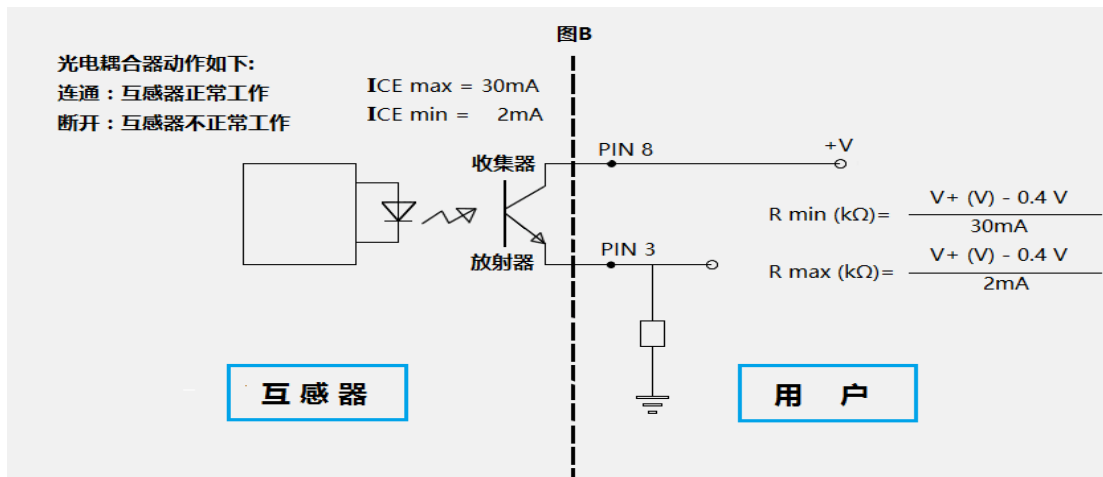 图B
光电耦合器动作如下:
连通：互感器正常工作
断开：互感器不正常工作
ICE max = 30mA
ICE min = 2mA
收集器
PIN 8
+V
R min (kΩ)= V+ (V) - 0.4 V
30mA
放射器
PIN 3
R max (kΩ)= V+ (V) - 0.4 V
2mA
互感器
用 户